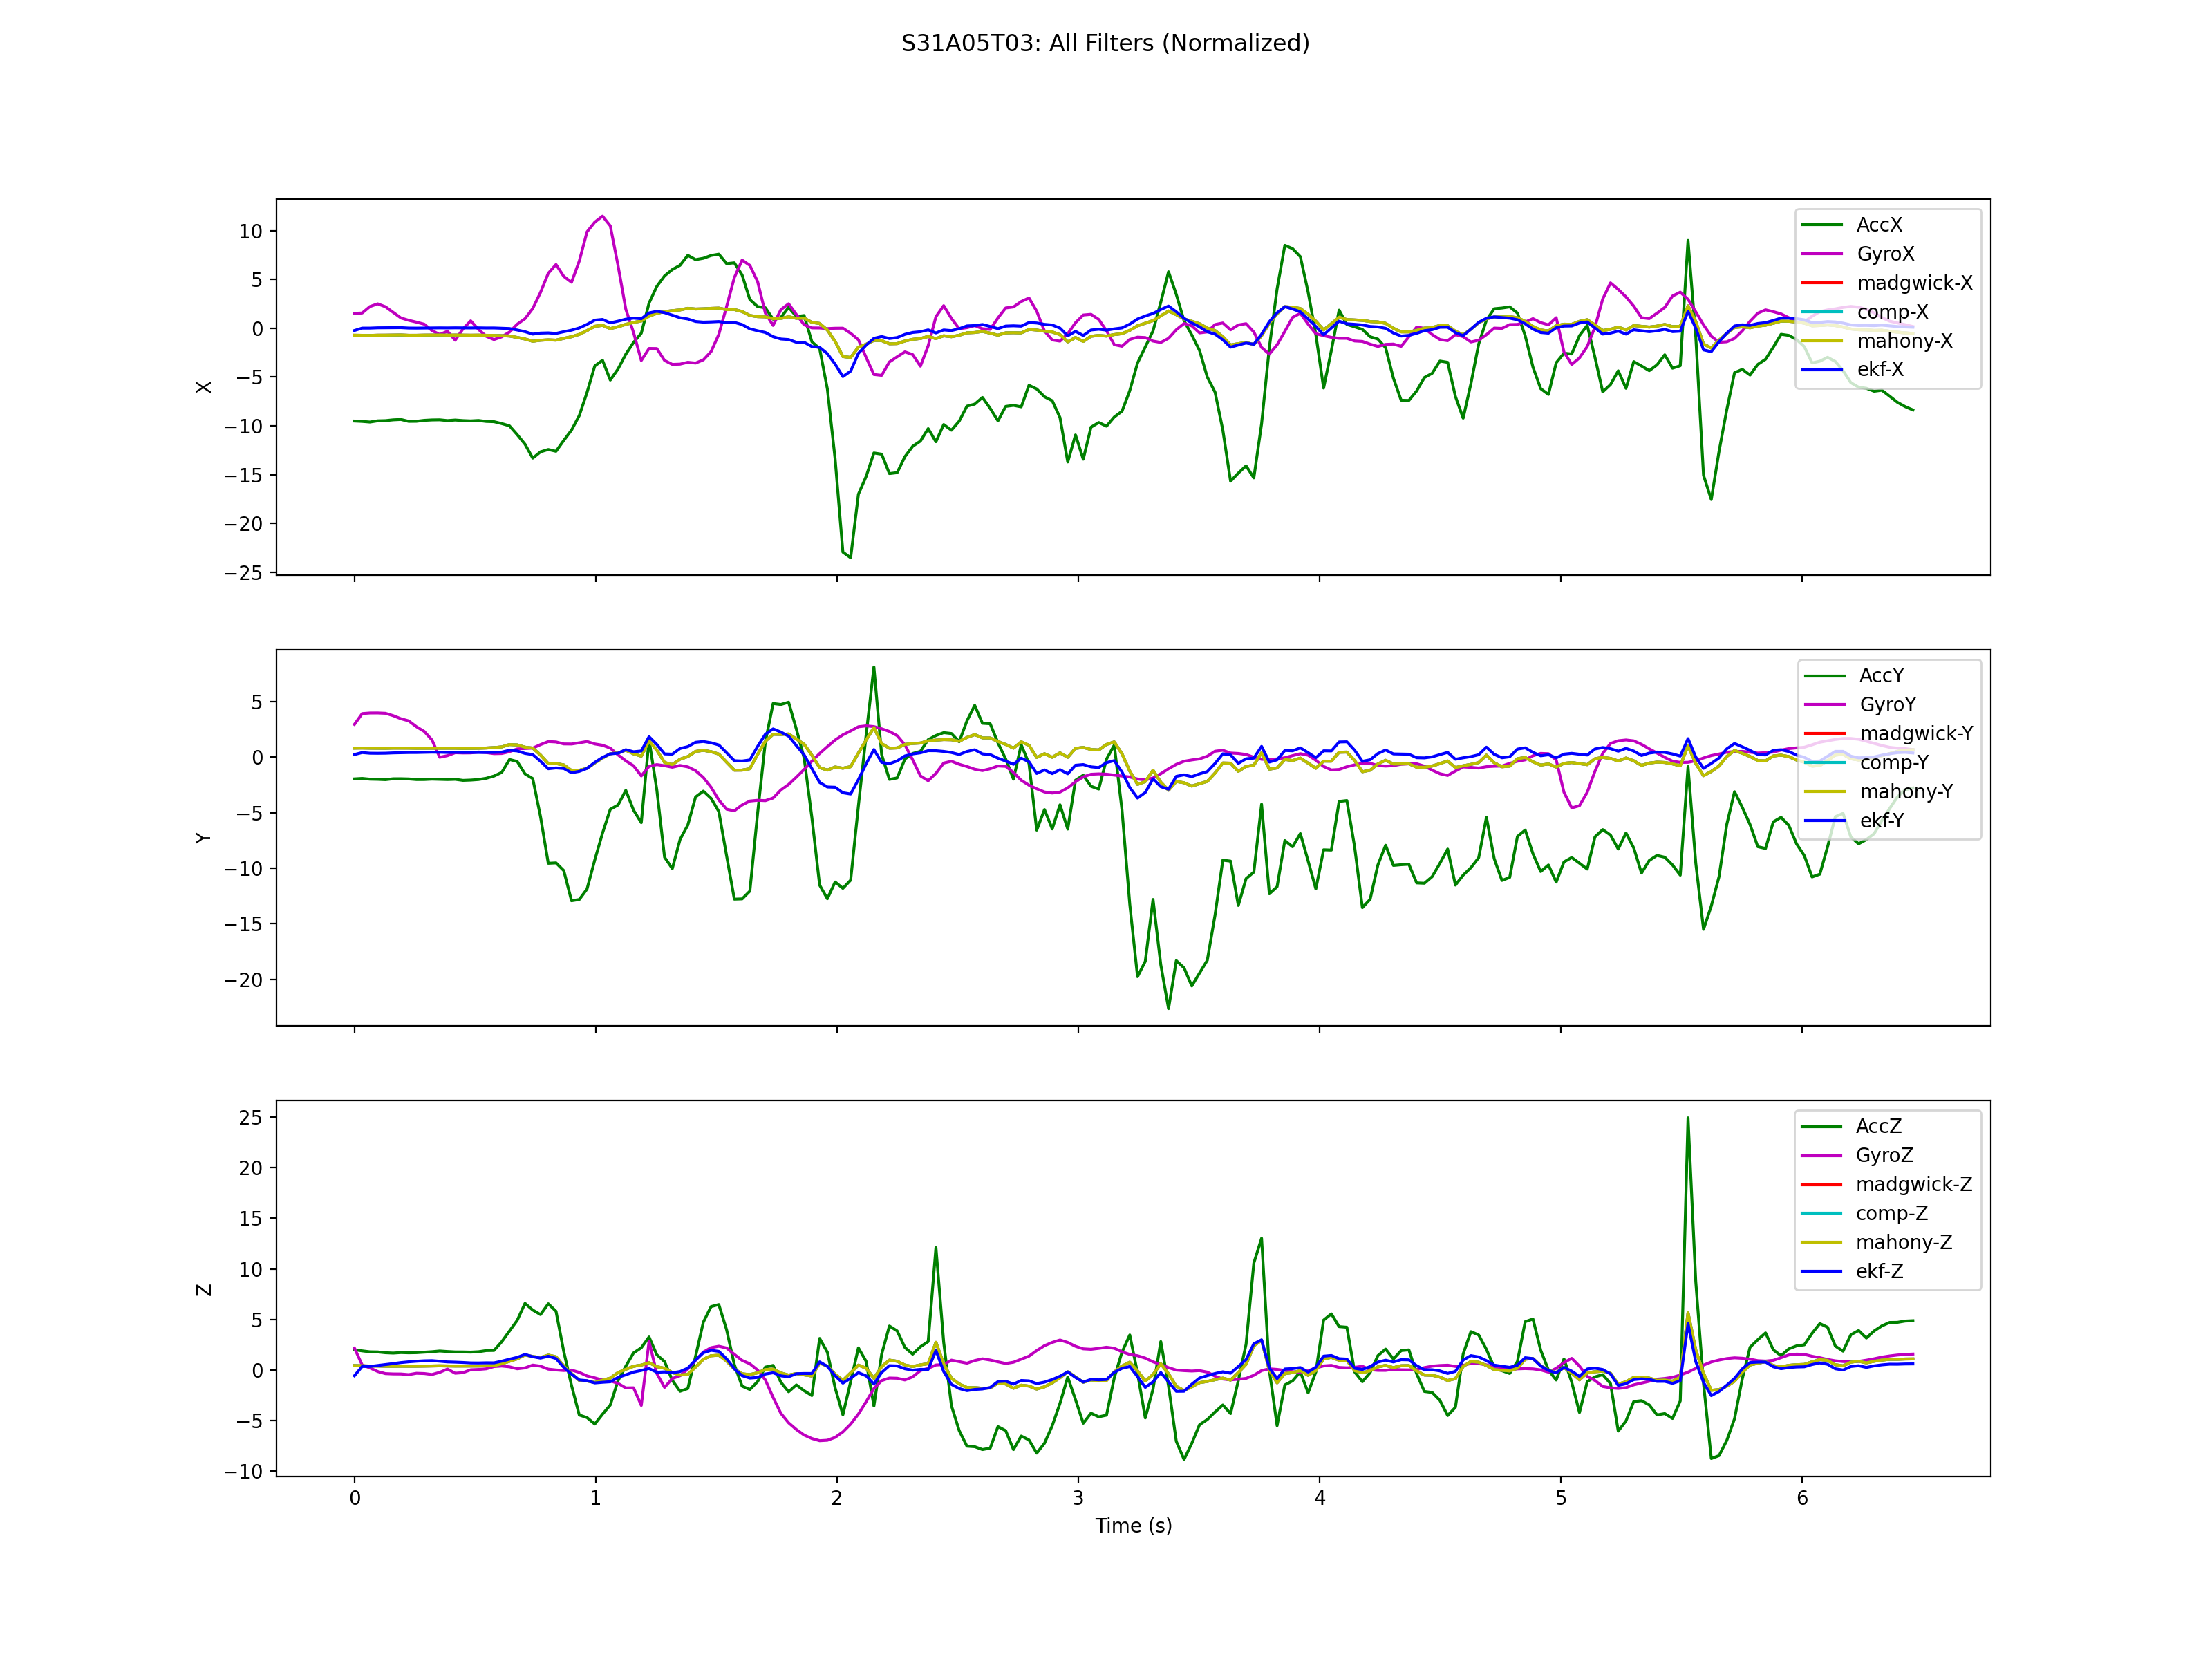 S31A05T03: All Filters (Normalized)
10
5
0
−5
−10
−15
−20
−25
X
AccX
GyroX
madgwick-X
comp-X
mahony-X
ekf-X
5
0
−5
−10
−15
−20
Y
AccY
GyroY
madgwick-Y
comp-Y
mahony-Y
ekf-Y
25
20
15
10
5
0
−5
−10
Z
AccZ
GyroZ
madgwick-Z
comp-Z
mahony-Z
ekf-Z
0 1 2 3 4 5 6
Time (s)